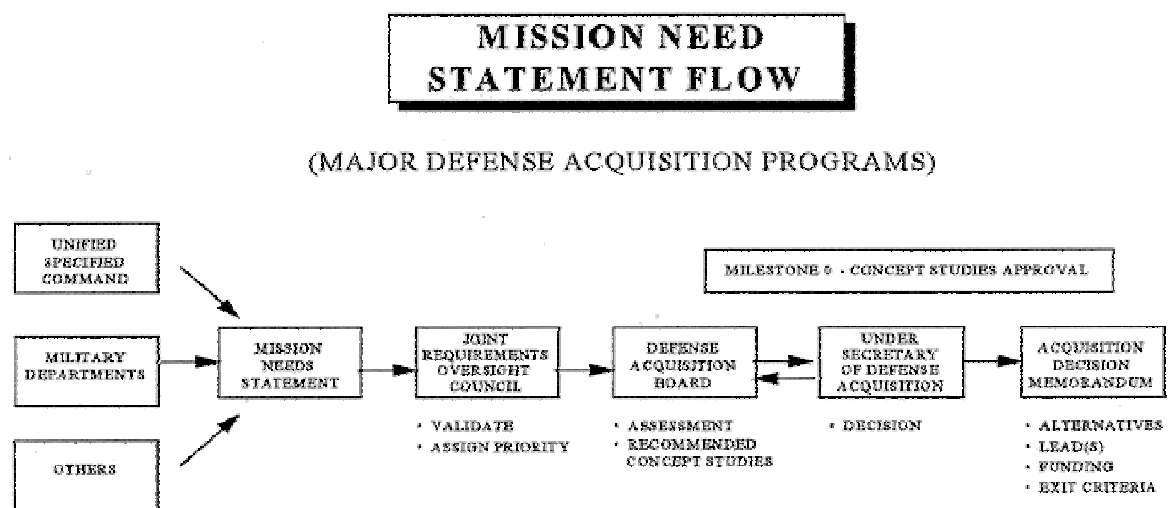 MISSION NEED
STATEMENT FLOW
(MAJOR DEFENSE ACQUISITION PROGRAMS)
UNIFIED
SPECIFIED
COMMAND
MILITARY
DEPARTMENTS
OTHERS
MISSION
NEEDS
STATEMENT
JOINT
REQUIREMENTS
OVERSIGHT
COUNCIL
• VALIDATE
• ASSIGN PRIORITY
DEFENSE
ACQUISITION
BOARD
• ASSESSMENT
• RECOMMENDED
CONCEPT STUDIES
MILESTONE 0 - CONCEPT STUDIES APPROVAL
UNDER
SECRETARY
OF DEFENSE
ACQUISITION
• DECISION
ACQUISITION
DECISION
MEMORANDUM
• ALTERNATIVES
• LEAD(S)
• FUNDING
• EXIT CRITERIA